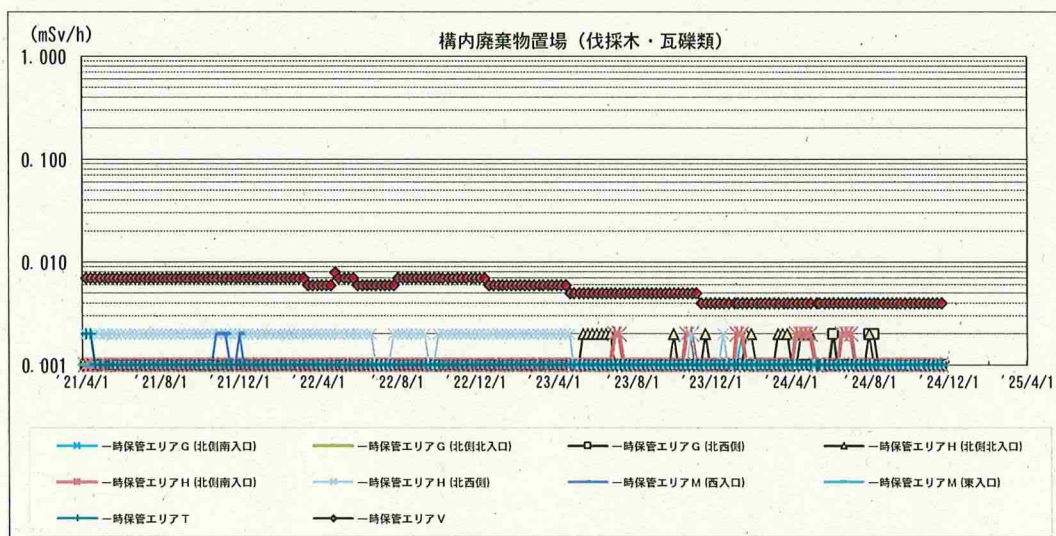 (mSv/h)
構内廃棄物置場（伐採木・瓦礫類）
1.000
0.100
0.010
0.001
'21/4/1 '21/8/1 '21/12/1 '22/4/1 '22/8/1 '22/12/1 '23/4/1 '23/8/1 '23/12/1 '24/4/1 '24/8/1 '24/12/1 '25/4/1
一時保管エリアＧ(北側南入口) 一時保管エリアＧ(北側北入口) 一時保管エリアＧ(北西側) 一時保管エリアＨ(北側北入口)
一時保管エリアＨ(北側南入口) 一時保管エリアＨ(北西側) 一時保管エリアＭ(西入口) 一時保管エリアＭ(東入口)
一時保管エリアＴ 一時保管エリアＶ